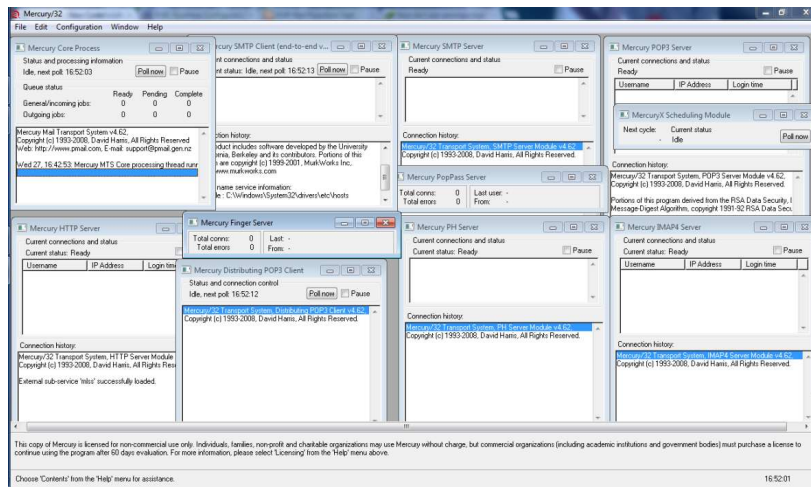 Mercury/32
File Edit Configuration Window Help
Mercury Core Process
Status and processing information
Idle, next poll: 16:52:03 Poll now Pause
Queue status
Ready Pending Complete
General/incoming jobs: 0 0 0
Outgoing jobs: 0 0 0
Mercury Mail Transport System v4.62,
Copyright (c) 1993-2008, David Harris, All Rights Reserved
Web: http://www.pmail.com, E-mail: support@pmail.gen.nz
Wed 27, 16:42:53: Mercury MTS Core processing thread runn
rcury SMTP Client (end-to-end v...
nt connections and status
nt status: Idle, next poll: 16:52:13 Poll now Pause
ction history:
oduct includes software developed by the University
rnia, Berkeley and its contributors. Portions of this
are copyright (c) 1999-2001, MurkWorks Inc,
www.murkworks.com
name service information:
le : C:\Windows\System32\drivers\etc\hosts
Mercury SMTP Server
Current connections and status
Ready Pause
Connection history:
Mercury/32 Transport System, SMTP Server Module v4.62,
Copyright (c) 1993-2008, David Harris, All Rights Reserved.
Mercury PopPass Server
Total conns: 0 Last user: -
Total errors 0 From: -
Mercury POP3 Server
Current connections and status
Ready Pause
Username IP Address Login time
MercuryX Scheduling Module
Next cycle: Current status
- Idle Poll now
Connection history:
Mercury/32 Transport System, POP3 Server Module v4.62,
Copyright (c) 1993-2008, David Harris, All Rights Reserved.
Portions of this program derived from the RSA Data Security, I
Message-Digest Algorithm, copyright 1991-92 RSA Data Secu
Mercury HTTP Server
Current connections and status
Current status: Ready
Username IP Address Login time
Connection history:
Mercury/32 Transport System, HTTP Server Module
Copyright (c) 1993-2008, David Harris, All Rights Res
External sub-service 'mlss' successfully loaded.
Mercury Finger Server
Total conns: 0 Last: -
Total errors 0 From: -
Mercury Distributing POP3 Client
Status and connection control
Idle, next poll: 16:52:12 Poll now Pause
Mercury/32 Transport System, Distributing POP3 Client v4.62,
Copyright (c) 1993-2008, David Harris, All Rights Reserved.
Mercury PH Server
Current connections and status
Current status: Ready Pause
Connection history:
Mercury/32 Transport System, PH Server Module v4.62,
Copyright (c) 1993-2008, David Harris, All Rights Reserved.
Mercury IMAP4 Server
Current connections and status
Current status: Ready Pause
Username IP Address Login time
Connection history:
Mercury/32 Transport System, IMAP4 Server Module v4.62,
Copyright (c) 1993-2008, David Harris, All Rights Reserved.
This copy of Mercury is licensed for non-commercial use only. Individuals, families, non-profit and charitable organizations may use Mercury without charge, but commercial organizations (including academic institutions and government bodies) must purchase a license to
continue using the program after 60 days evaluation. For more information, please select 'Licensing' from the 'Help' menu above.
Choose 'Contents' from the 'Help' menu for assistance. 16:52:01